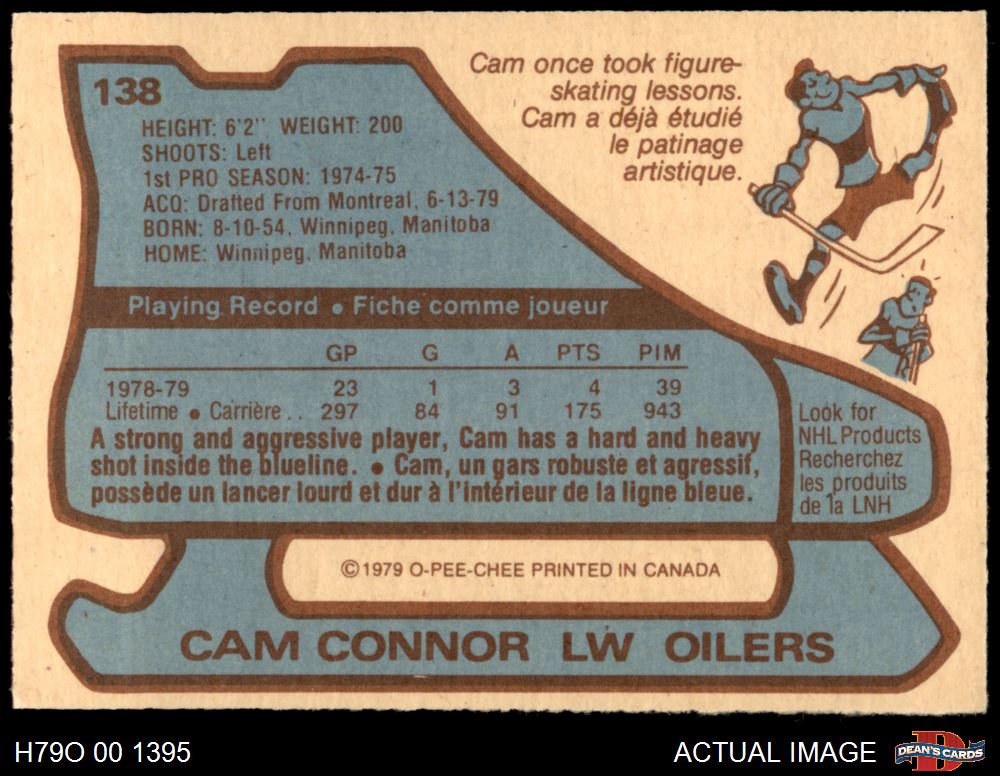 138
HEIGHT: 6'2" WEIGHT: 200
SHOOTS: Left
1st PRO SEASON: 1974-75
ACQ: Drafted From Montreal, 6-13-79
BORN: 8-10-54, Winnipeg, Manitoba
HOME: Winnipeg, Manitoba
Cam once took figure-
skating lessons.
Cam a déjà étudié
le patinage
artistique.
Playing Record • Fiche comme joueur
GP G A PTS PIM
1978-79 23 1 3 4 39
Lifetime • Carrière . . 297 84 91 175 943
A strong and aggressive player, Cam has a hard and heavy
shot inside the blueline. • Cam, un gars robuste et agressif,
possède un lancer lourd et dur à l'intérieur de la ligne bleue.
Look for
NHL Products
Recherchez
les produits
de la LNH
©1979 O-PEE-CHEE PRINTED IN CANADA
CAM CONNOR LW OILERS
H79O 00 1395
ACTUAL IMAGE
D
DEAN'S CARDS